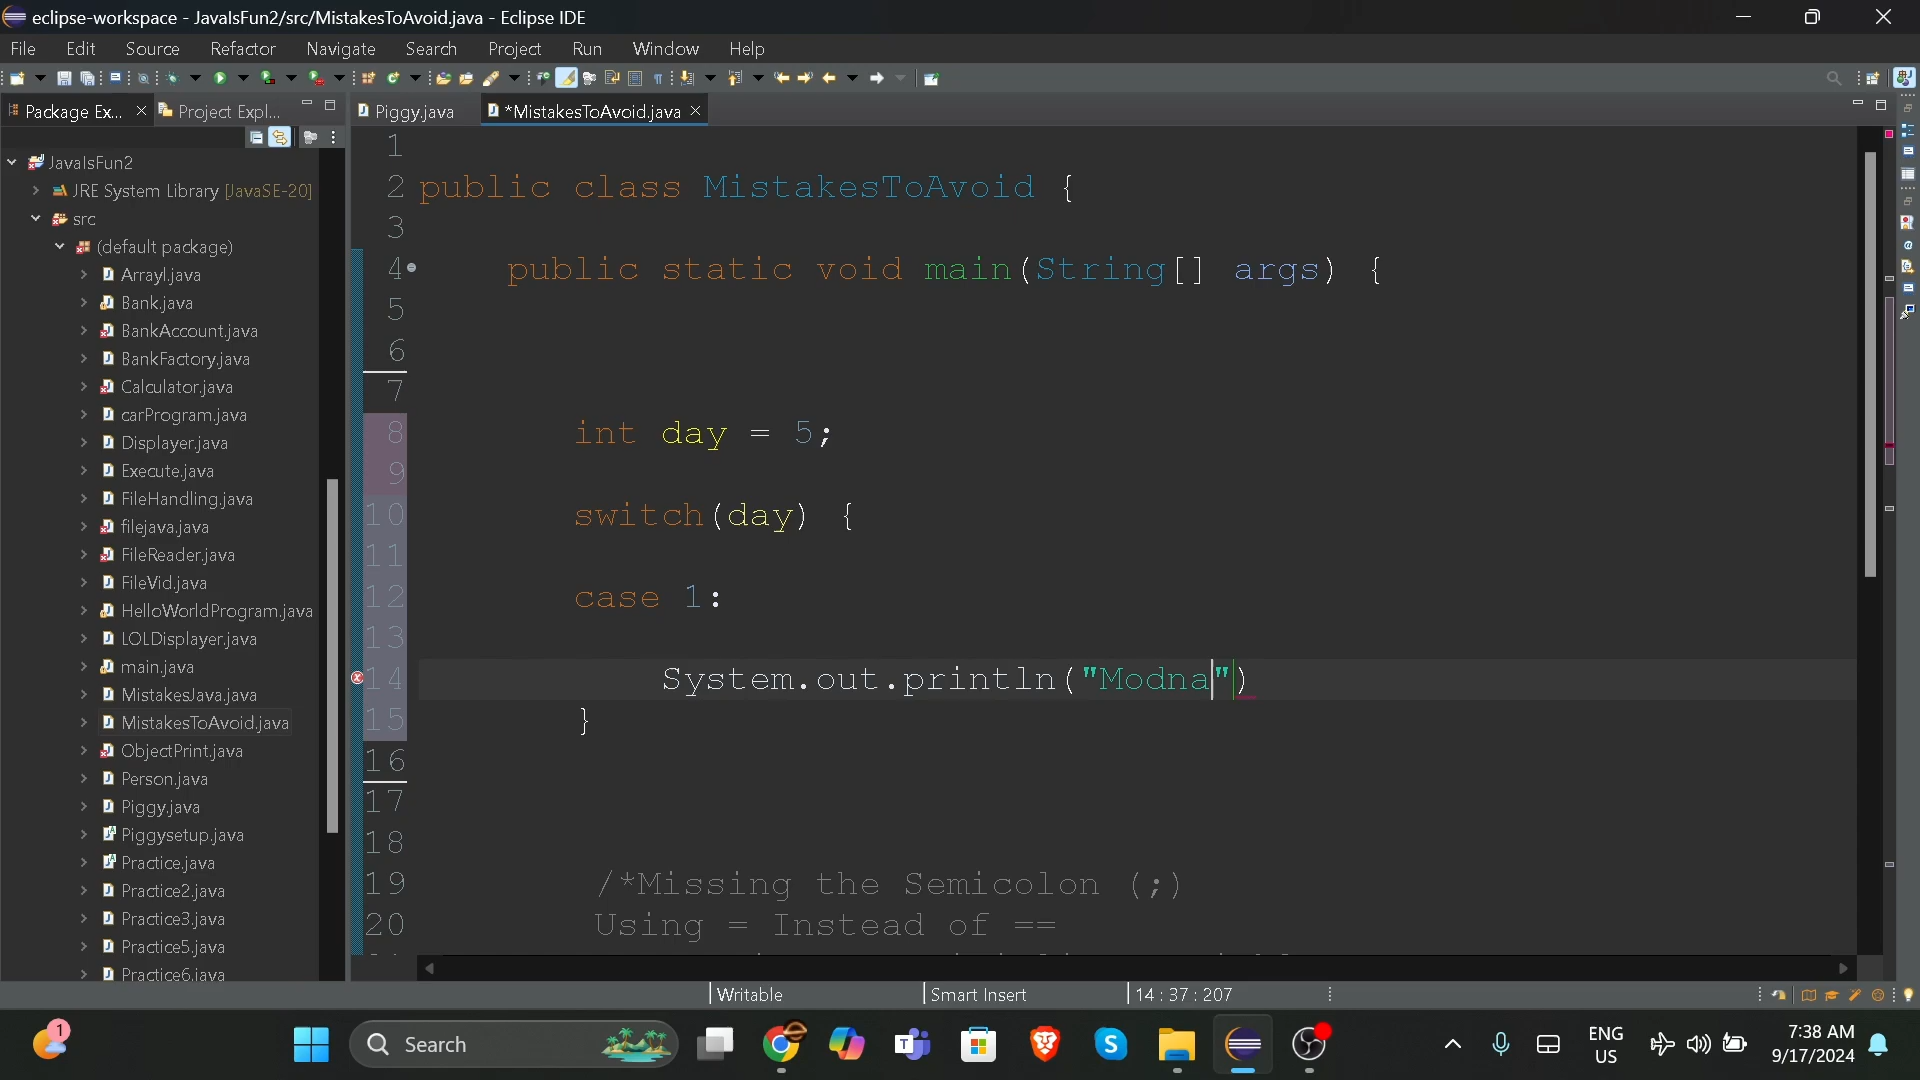 eclipse-workspace - JavaIsFun2/src/MistakesToAvoid.java - Eclipse IDE
File Edit Source Refactor Navigate Search Project Run Window Help
Package Ex... Project Expl... Piggy.java *MistakesToAvoid.java
JavaIsFun2
JRE System Library [JavaSE-20]
src
(default package)
Arrayl.java
Bank.java
BankAccount.java
BankFactory.java
Calculator.java
carProgram.java
Displayer.java
Execute.java
FileHandling.java
filejava.java
FileReader.java
FileVid.java
HelloWorldProgram.java
LOLDisplayer.java
main.java
MistakesJava.java
MistakesToAvoid.java
ObjectPrint.java
Person.java
Piggy.java
Piggysetup.java
Practice.java
Practice2.java
Practice3.java
Practice5.java
Practice6.java
1
2 public class MistakesToAvoid {
3
4 public static void main(String[] args) {
5
6
7
8 int day = 5;
9
10 switch(day) {
11
12 case 1:
13
14 System.out.println("Modna")
15 }
16
17
18
19 /*Missing the Semicolon (;)
20 Using = Instead of ==
Writable Smart Insert 14 : 37 : 207
1 Search ENG US 7:38 AM 9/17/2024